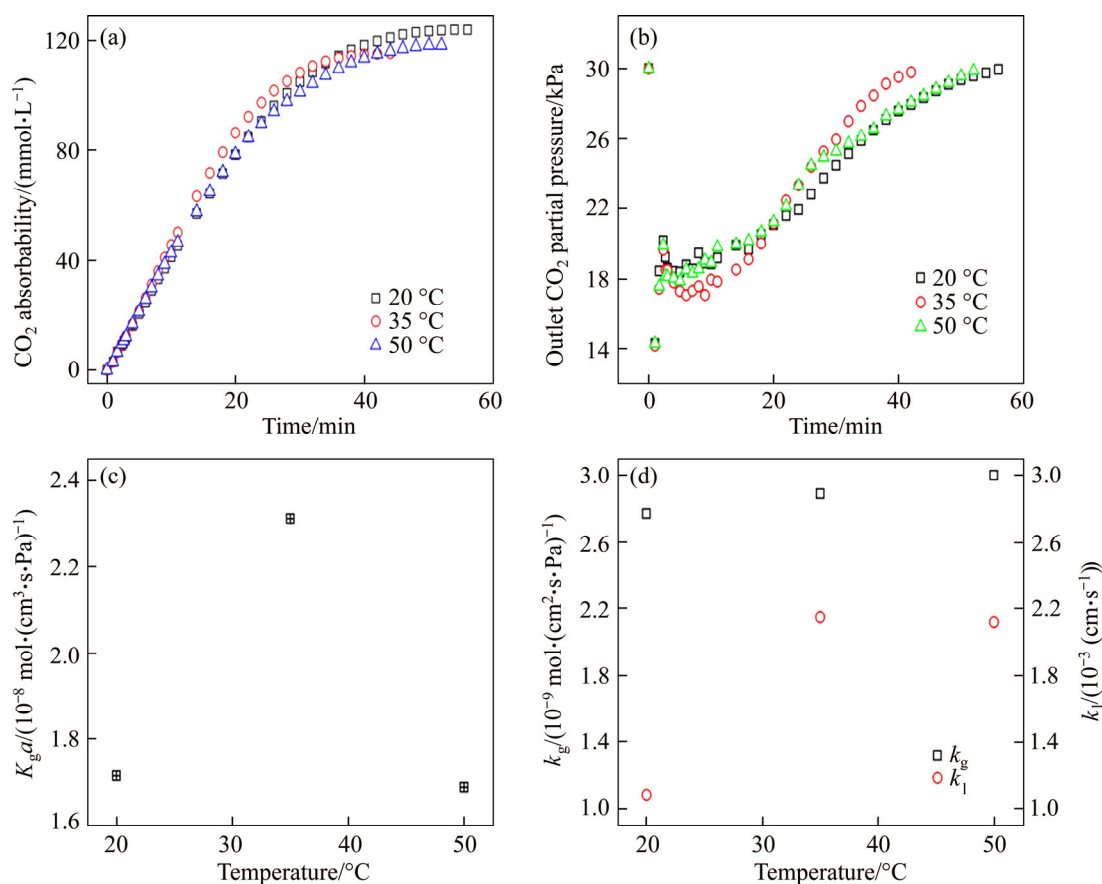 (a)
CO₂ absorbability/(mmol·L⁻¹)
120
80
40
0
20 °C
35 °C
50 °C
0 20 40 60
Time/min
(b)
Outlet CO₂ partial pressure/kPa
30
26
22
18
14
20 °C
35 °C
50 °C
0 20 40 60
Time/min
(c)
K_g a/(10⁻⁸ mol·(cm³·s·Pa)⁻¹)
2.4
2.2
2.0
1.8
1.6
20 30 40 50
Temperature/°C
(d)
k_g/(10⁻⁹ mol·(cm²·s·Pa)⁻¹)
3.0
2.6
2.2
1.8
1.4
1.0
k_g
k_l
3.0
2.6
2.2
1.8
1.4
1.0
k_l/(10⁻³ (cm·s⁻¹))
20 30 40 50
Temperature/°C